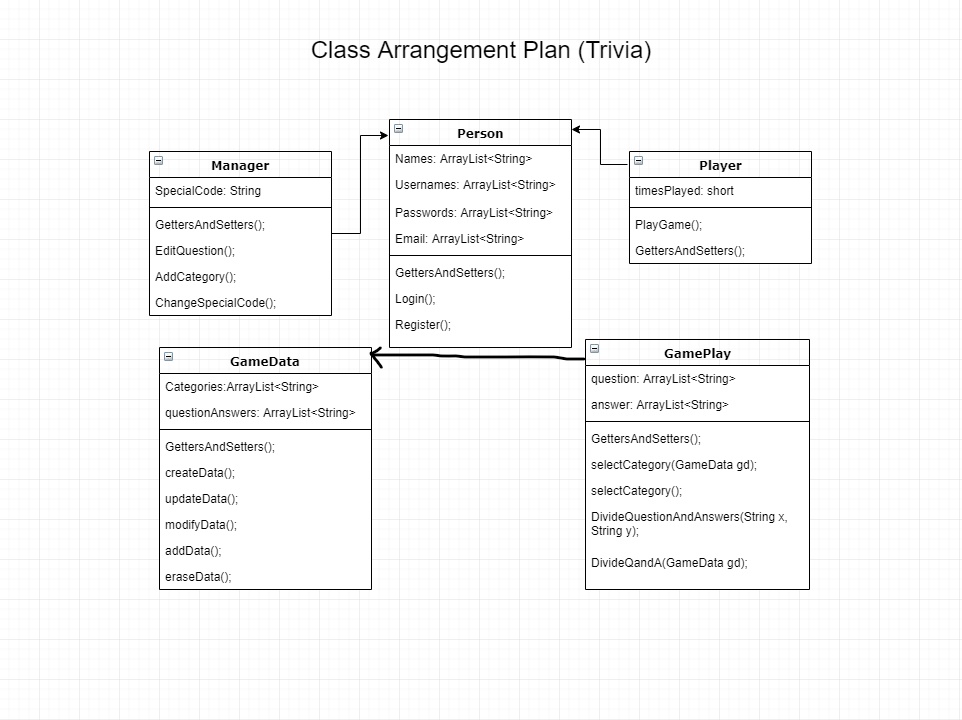 Class Arrangement Plan (Trivia)
Manager
SpecialCode: String
GettersAndSetters();
EditQuestion();
AddCategory();
ChangeSpecialCode();
Person
Names: ArrayList<String>
Usernames: ArrayList<String>
Passwords: ArrayList<String>
Email: ArrayList<String>
GettersAndSetters();
Login();
Register();
Player
timesPlayed: short
PlayGame();
GettersAndSetters();
GameData
Categories:ArrayList<String>
questionAnswers: ArrayList<String>
GettersAndSetters();
createData();
updateData();
modifyData();
addData();
eraseData();
GamePlay
question: ArrayList<String>
answer: ArrayList<String>
GettersAndSetters();
selectCategory(GameData gd);
selectCategory();
DivideQuestionAndAnswers(String x,
String y);
DivideQandA(GameData gd);